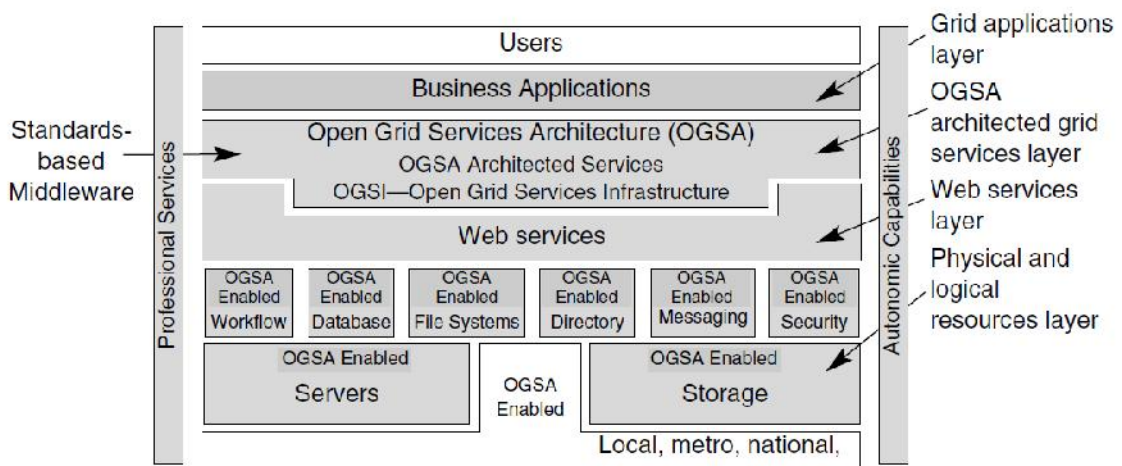 Grid applications
layer
Users
Business Applications
OGSA
architected grid
services layer
Standards-
based
Middleware
Open Grid Services Architecture (OGSA)
OGSA Architected Services
OGSI—Open Grid Services Infrastructure
Web services
layer
Web services
Professional Services
Autonomic Capabilities
Physical and
logical
resources layer
OGSA
Enabled
Workflow
OGSA
Enabled
Database
OGSA
Enabled
File Systems
OGSA
Enabled
Directory
OGSA
Enabled
Messaging
OGSA
Enabled
Security
OGSA Enabled
Servers
OGSA
Enabled
OGSA Enabled
Storage
Local, metro, national,